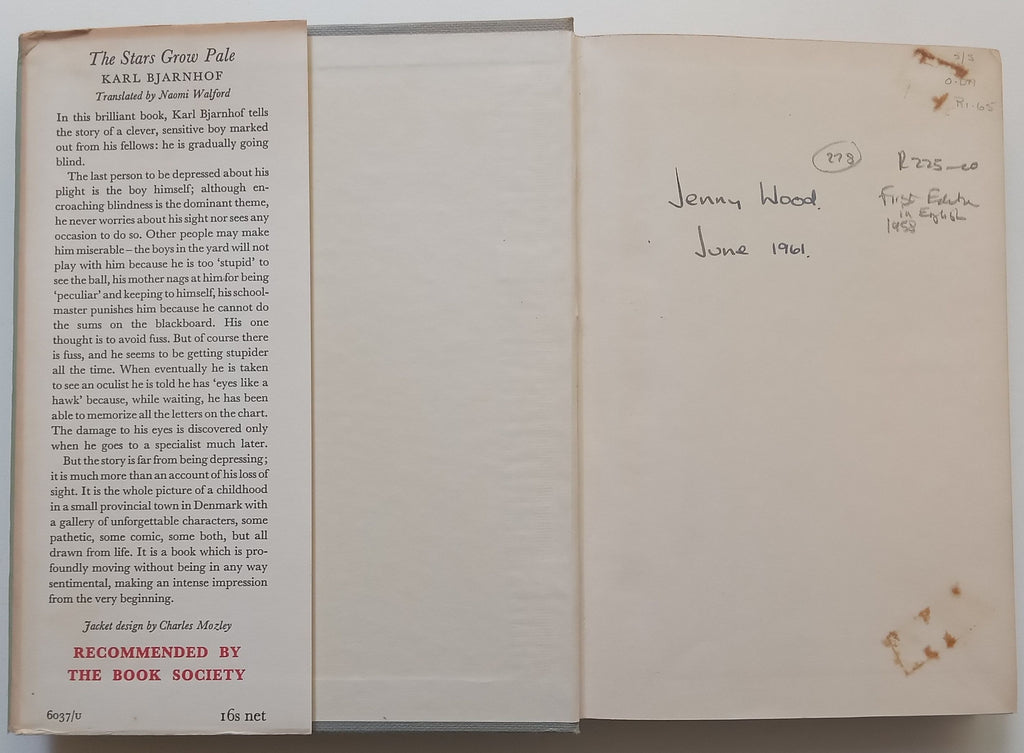 The Stars Grow Pale
KARL BJARNHOF
Translated by Naomi Walford
In this brilliant book, Karl Bjarnhof tells
the story of a clever, sensitive boy marked
out from his fellows: he is gradually going
blind.
The last person to be depressed about his
plight is the boy himself; although en-
croaching blindness is the dominant theme,
he never worries about his sight nor sees any
occasion to do so. Other people may make
him miserable – the boys in the yard will not
play with him because he is too ‘stupid’ to
see the ball, his mother nags at him for being
‘peculiar’ and keeping to himself, his school-
master punishes him because he cannot do
the sums on the blackboard. His one
thought is to avoid fuss. But of course there
is fuss, and he seems to be getting stupider
all the time. When eventually he is taken
to see an oculist he is told he has ‘eyes like a
hawk’ because, while waiting, he has been
able to memorize all the letters on the chart.
The damage to his eyes is discovered only
when he goes to a specialist much later.
But the story is far from being depressing;
it is much more than an account of his loss of
sight. It is the whole picture of a childhood
in a small provincial town in Denmark with
a gallery of unforgettable characters, some
pathetic, some comic, some both, but all
drawn from life. It is a book which is pro-
foundly moving without being in any way
sentimental, making an intense impression
from the very beginning.
Jacket design by Charles Mozley
RECOMMENDED BY
THE BOOK SOCIETY
6037/U 16s net
R1-65
278
R225-00
Jenny Wood.
June 1961.
First Edition
in English
1958